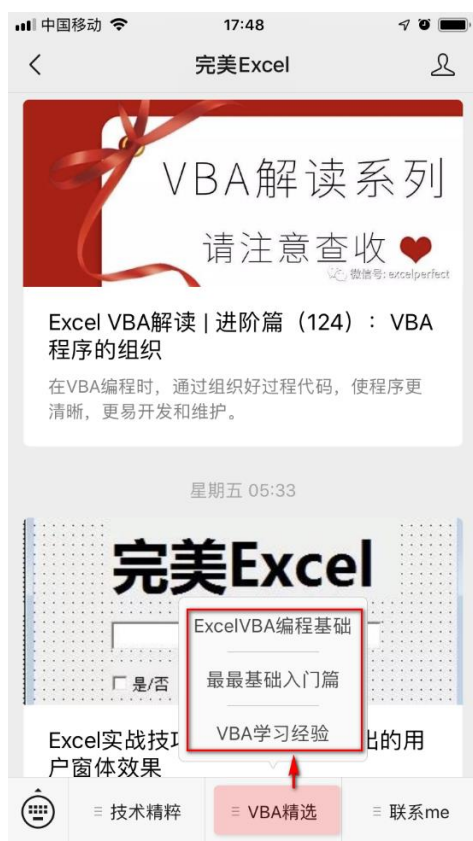 中国移动 17:48
完美Excel
VBA解读系列
请注意查收
微信号: excelperfect
Excel VBA解读 | 进阶篇（124）：VBA
程序的组织
在VBA编程时，通过组织好过程代码，使程序更
清晰，更易开发和维护。
星期五 05:33
完美Excel
ExcelVBA编程基础
是/否
最最基础入门篇
VBA学习经验
Excel实战技 出的用
户窗体效果
技术精粹
VBA精选
联系me